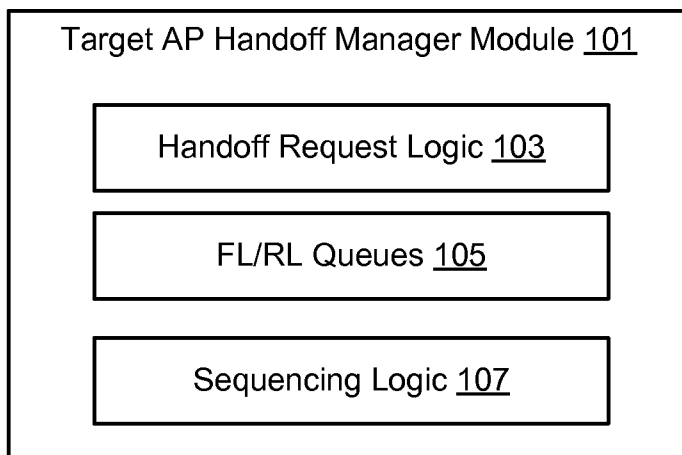 Target AP Handoff Manager Module 101
Handoff Request Logic 103
FL/RL Queues 105
Sequencing Logic 107